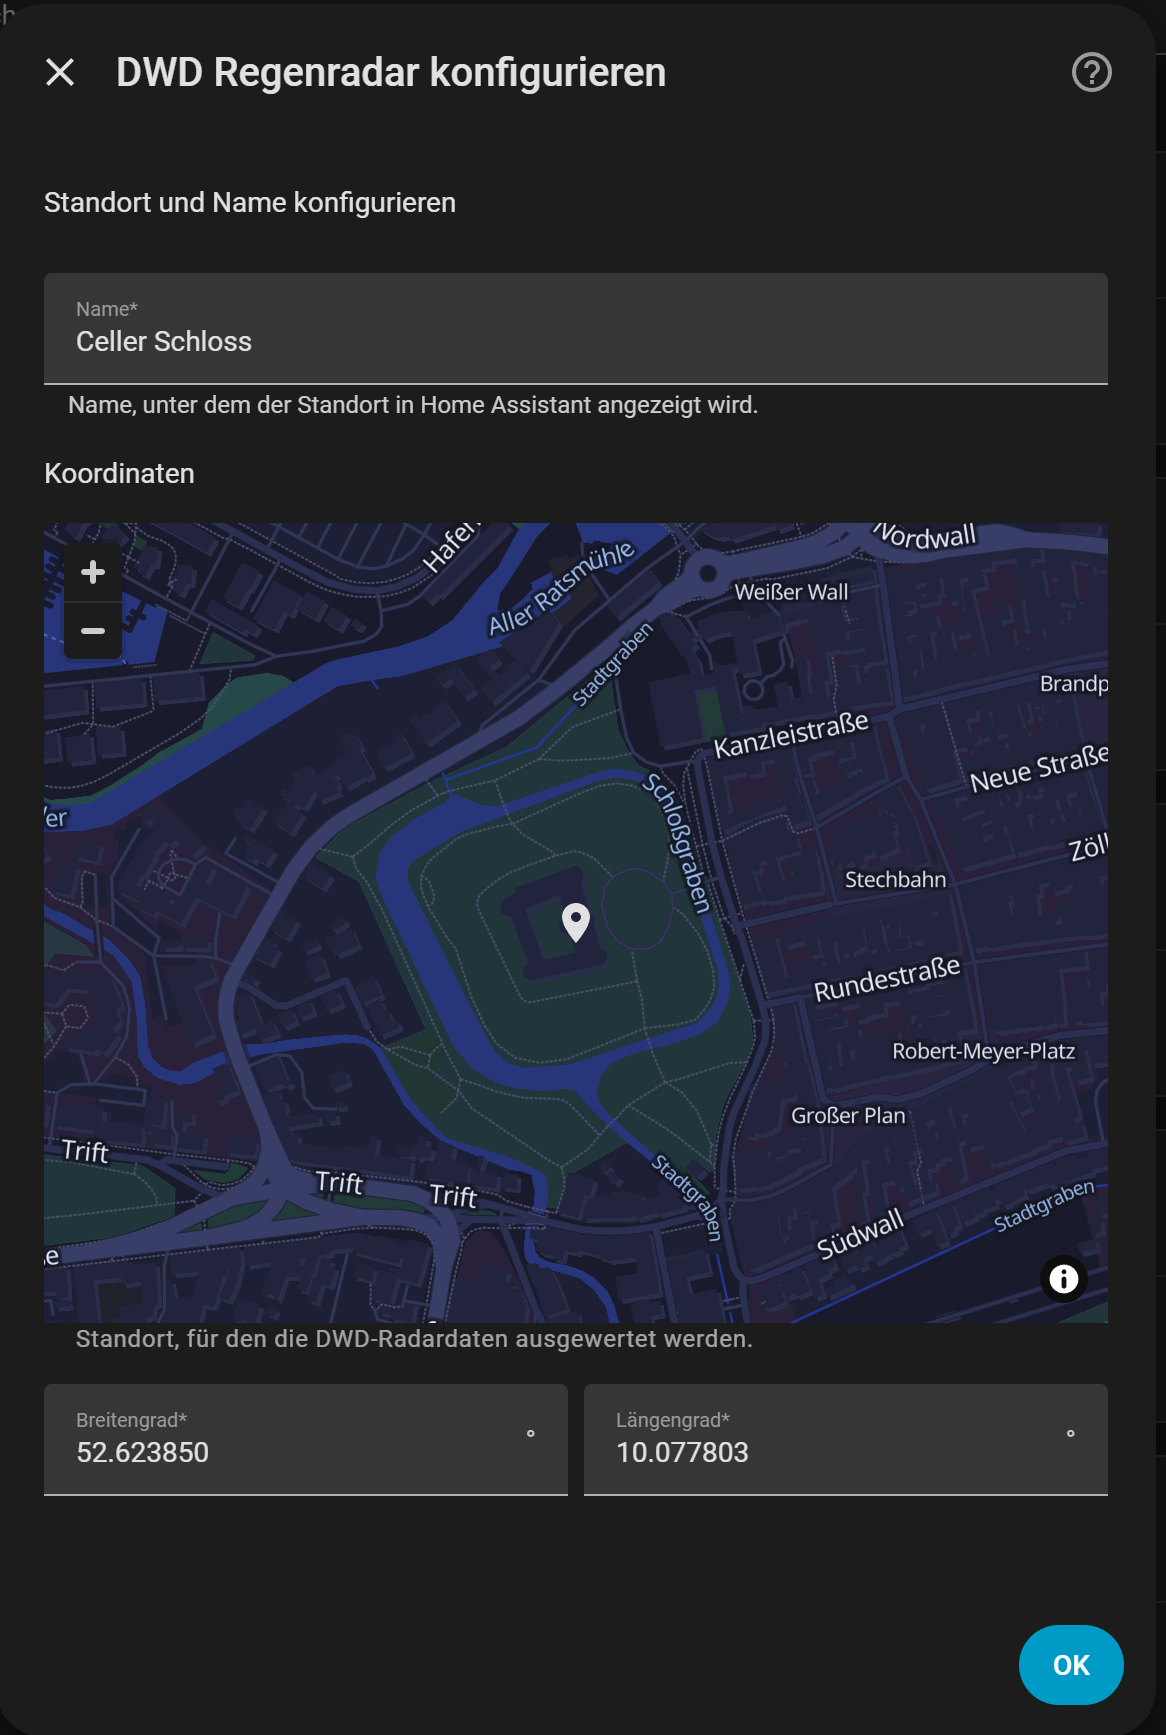 DWD Regenradar konfigurieren
Standort und Name konfigurieren
Name*
Celler Schloss
Name, unter dem der Standort in Home Assistant angezeigt wird.
Koordinaten
Hafen
Nordwall
Aller Ratsmühle
Weißer Wall
Stadtgraben
Brandp
Kanzleistraße
Neue Straße
ler
Schloßgraben
Zöll
Stechbahn
Rundestraße
Robert-Meyer-Platz
Großer Plan
Trift
Trift
Trift
Stadtgraben
Stadtgraben
Südwall
Standort, für den die DWD-Radardaten ausgewertet werden.
Breitengrad*
52.623850
°
Längengrad*
10.077803
°
OK